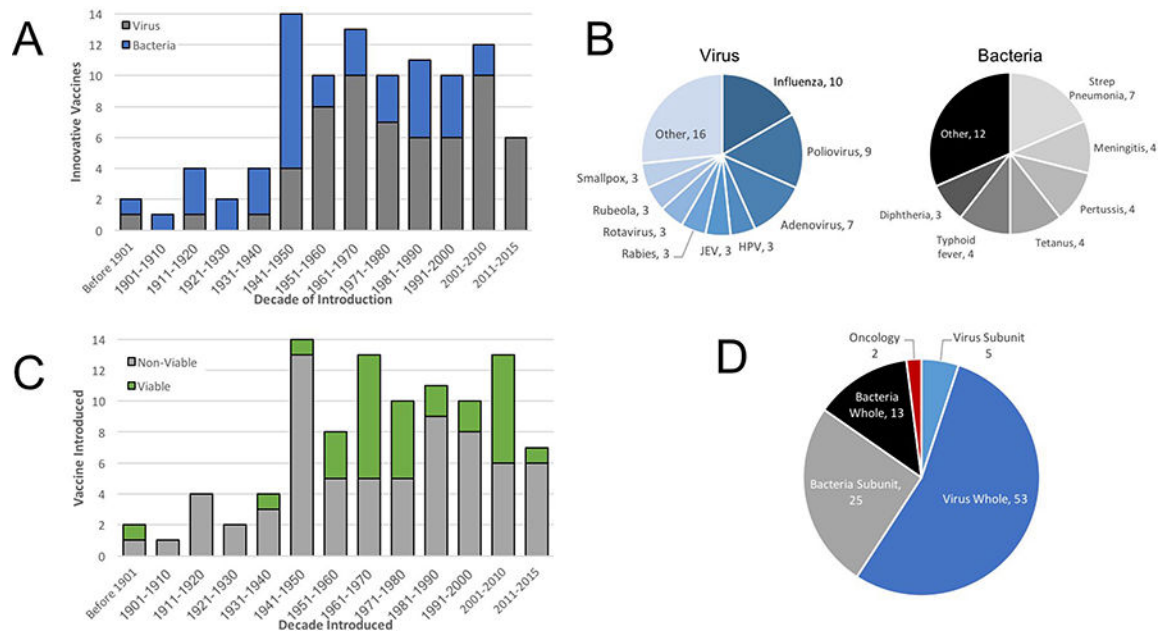 A
Innovative Vaccines
14
12
10
8
6
4
2
0
Virus
Bacteria
Before 1901
1901-1910
1911-1920
1921-1930
1931-1940
1941-1950
1951-1960
1961-1970
1971-1980
1981-1990
1991-2000
2001-2010
2011-2015
Decade of Introduction
B
Virus
Influenza, 10
Poliovirus, 9
Adenovirus, 7
HPV, 3
JEV, 3
Rabies, 3
Rotavirus, 3
Rubeola, 3
Smallpox, 3
Other, 16
Bacteria
Strep
Pneumonia, 7
Meningitis, 4
Pertussis, 4
Tetanus, 4
Typhoid
fever, 4
Diphtheria, 3
Other, 12
C
Vaccine Introduced
14
12
10
8
6
4
2
0
Non-Viable
Viable
Before 1901
1901-1910
1911-1920
1921-1930
1931-1940
1941-1950
1951-1960
1961-1970
1971-1980
1981-1990
1991-2000
2001-2010
2011-2015
Decade Introduced
D
Oncology
2
Virus Subunit
5
Bacteria
Whole, 13
Bacteria Subunit,
25
Virus Whole, 53